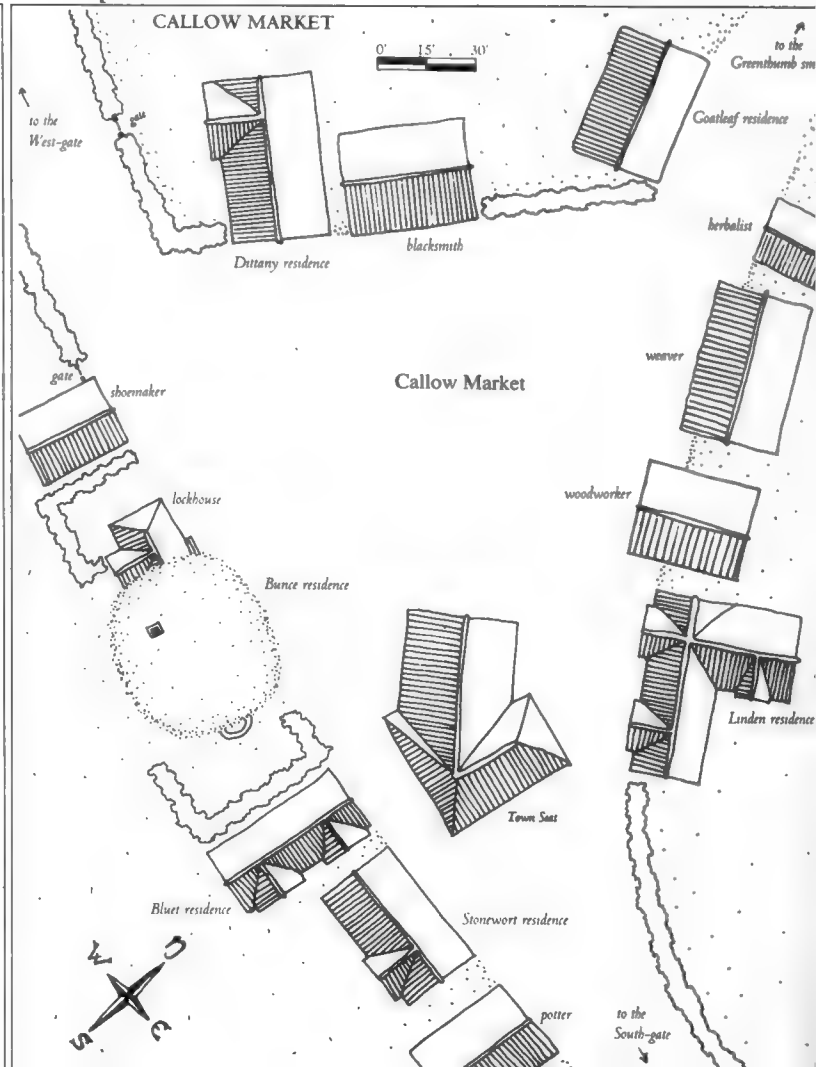 CALLOW MARKET
0' 15' 30'
to the
Greenthumb sm
to the
West-gate
gate
Goatleaf residence
blacksmith
Dittany residence
herbalist
weaver
gate
shoemaker
Callow Market
lockhouse
woodworker
Bunce residence
Linden residence
Town Seat
Bluet residence
Stonewort residence
potter
to the
South-gate
W n
S E